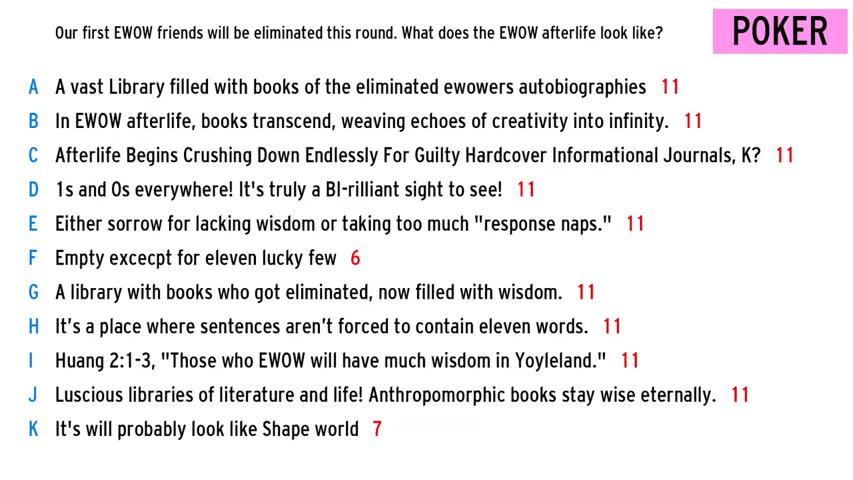 Our first EWOW friends will be eliminated this round. What does the EWOW afterlife look like?
POKER
A A vast Library filled with books of the eliminated ewowers autobiographies 11
B In EWOW afterlife, books transcend, weaving echoes of creativity into infinity. 11
C Afterlife Begins Crushing Down Endlessly For Guilty Hardcover Informational Journals, K? 11
D 1s and 0s everywhere! It's truly a BI-rilliant sight to see! 11
E Either sorrow for lacking wisdom or taking too much "response naps." 11
F Empty excecpt for eleven lucky few 6
G A library with books who got eliminated, now filled with wisdom. 11
H It’s a place where sentences aren’t forced to contain eleven words. 11
I Huang 2:1-3, "Those who EWOW will have much wisdom in Yoyleland." 11
J Luscious libraries of literature and life! Anthropomorphic books stay wise eternally. 11
K It's will probably look like Shape world 7